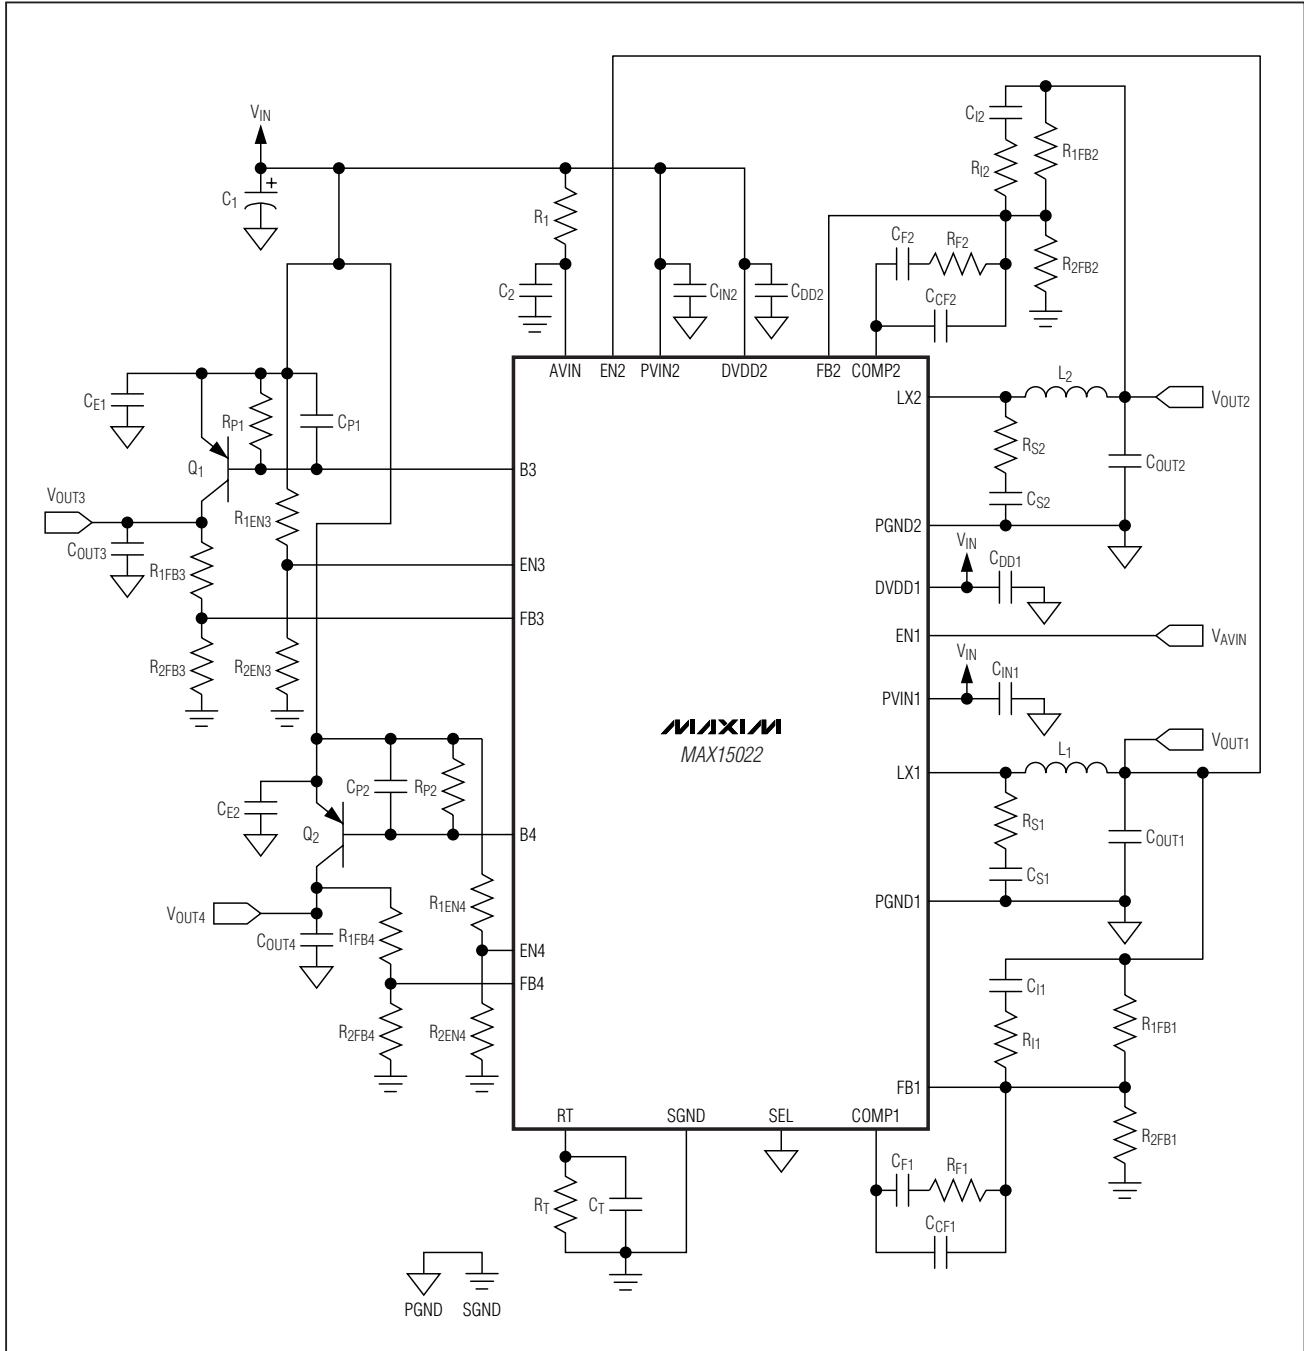 VIN
C1
+
R1
C2
CIN2
CDD2
CI2
RI2
R1FB2
CF2
RF2
R2FB2
CCF2
AVIN
EN2
PVIN2
DVDD2
FB2
COMP2
CE1
RP1
CP1
Q1
B3
VOUT3
COUT3
R1EN3
EN3
R1FB3
FB3
R2FB3
R2EN3
LX2
L2
VOUT2
RS2
COUT2
CS2
PGND2
VIN
CDD1
DVDD1
EN1
VAVIN
VIN
CIN1
PVIN1
MAXIM
MAX15022
VOUT1
LX1
L1
CE2
CP2
RP2
Q2
B4
RS1
COUT1
CS1
PGND1
VOUT4
COUT4
R1FB4
R1EN4
EN4
FB4
R2FB4
R2EN4
CI1
RI1
R1FB1
FB1
R2FB1
RT
SGND
SEL
COMP1
RT
CT
CF1
RF1
CCF1
PGND
SGND